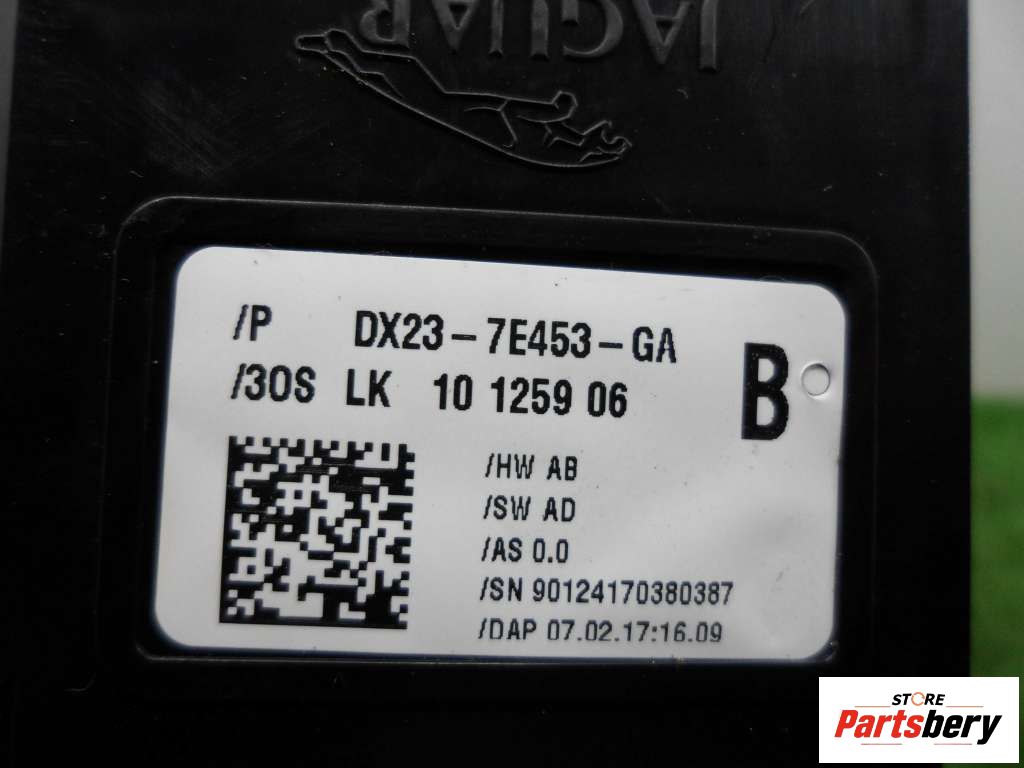 JAGUAR
/P DX23-7E453-GA
/30S LK 10 1259 06
B
/HW AB
/SW AD
/AS 0.0
/SN 90124170380387
/DAP 07.02.17:16.09
STORE
Partsbery